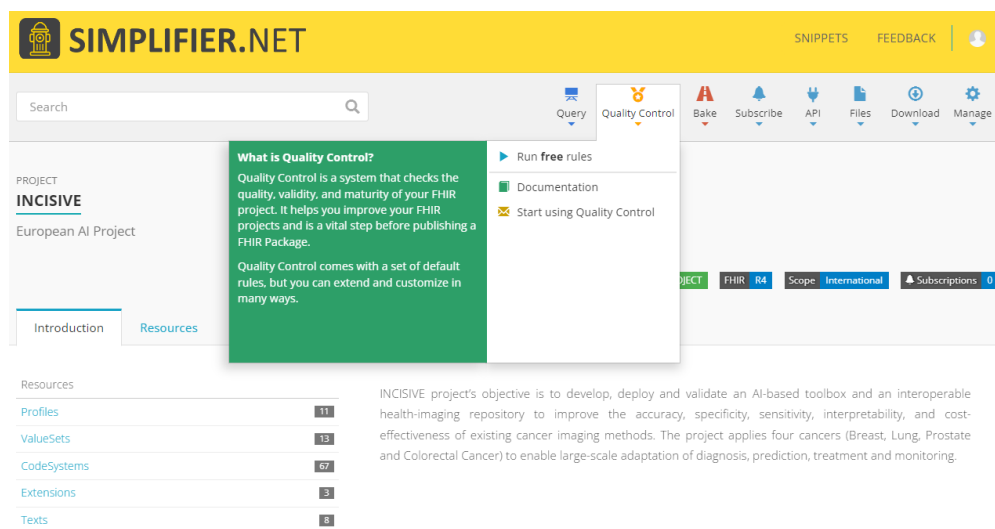 SIMPLIFIER.NET
SNIPPETS FEEDBACK
Search
Query Quality Control Bake Subscribe API Files Download Manage
What is Quality Control?
Quality Control is a system that checks the
quality, validity, and maturity of your FHIR
project. It helps you improve your FHIR
projects and is a vital step before publishing a
FHIR Package.
Quality Control comes with a set of default
rules, but you can extend and customize in
many ways.
Run free rules
Documentation
Start using Quality Control
PROJECT
INCISIVE
European AI Project
FHIR R4 Scope International Subscriptions 0
Introduction Resources
Resources
Profiles 11
ValueSets 13
CodeSystems 67
Extensions 3
Texts 8
INCISIVE project's objective is to develop, deploy and validate an AI-based toolbox and an interoperable
health-imaging repository to improve the accuracy, specificity, sensitivity, interpretability, and cost-
effectiveness of existing cancer imaging methods. The project applies four cancers (Breast, Lung, Prostate
and Colorectal Cancer) to enable large-scale adaptation of diagnosis, prediction, treatment and monitoring.